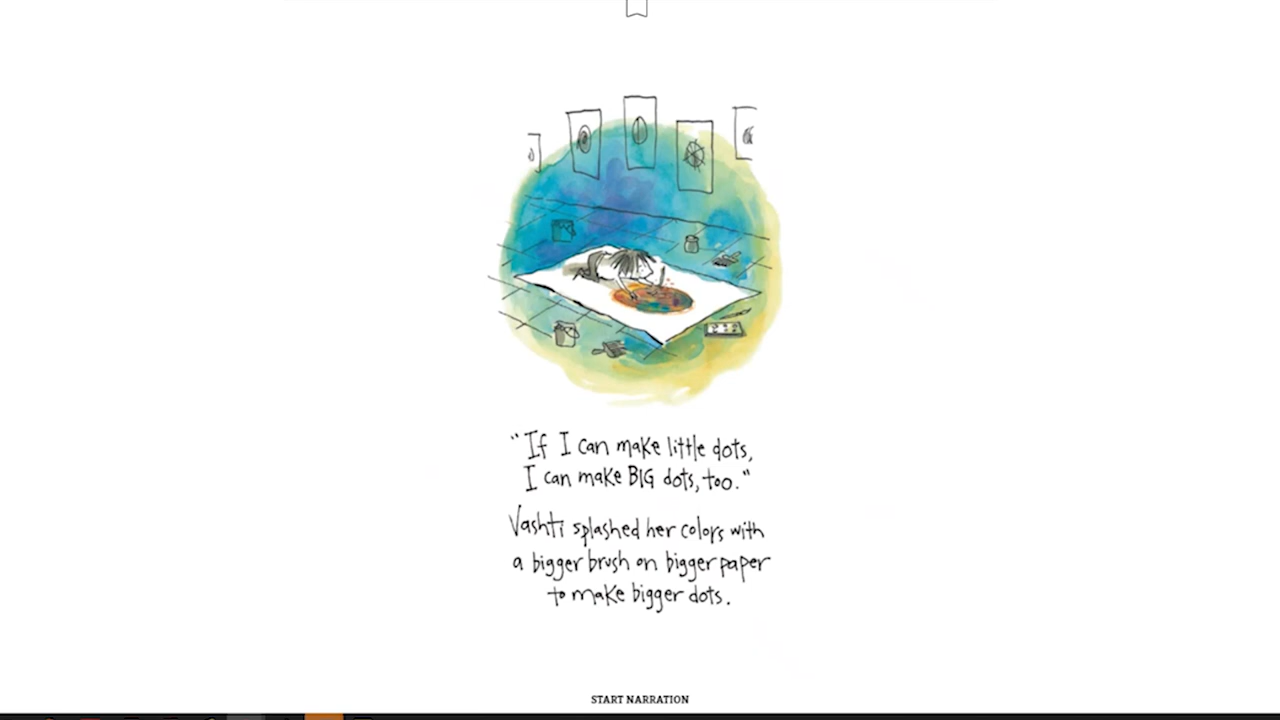 "If I can make little dots,
I can make BIG dots, too."
Vashti splashed her colors with
a bigger brush on bigger paper
to make bigger dots.
START NARRATION